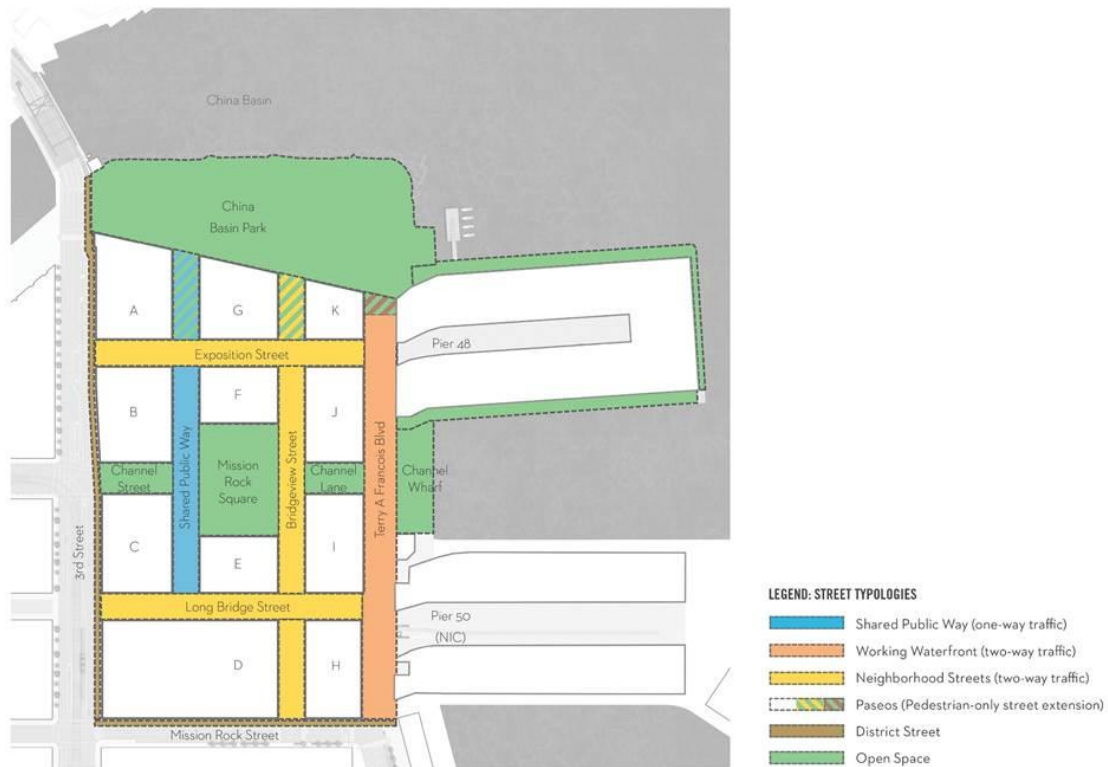 China Basin
China
Basin Park
A
G
K
Exposition Street
Pier 48
B
F
J
Channel
Street
Shared Public Way
Mission
Rock
Square
Bridgeview Street
Channel
Lane
Terry A Francois Blvd
Channel
Wharf
3rd Street
C
E
I
Long Bridge Street
Pier 50
(NIC)
D
H
Mission Rock Street
LEGEND: STREET TYPOLOGIES
Shared Public Way (one-way traffic)
Working Waterfront (two-way traffic)
Neighborhood Streets (two-way traffic)
Paseos (Pedestrian-only street extension)
District Street
Open Space